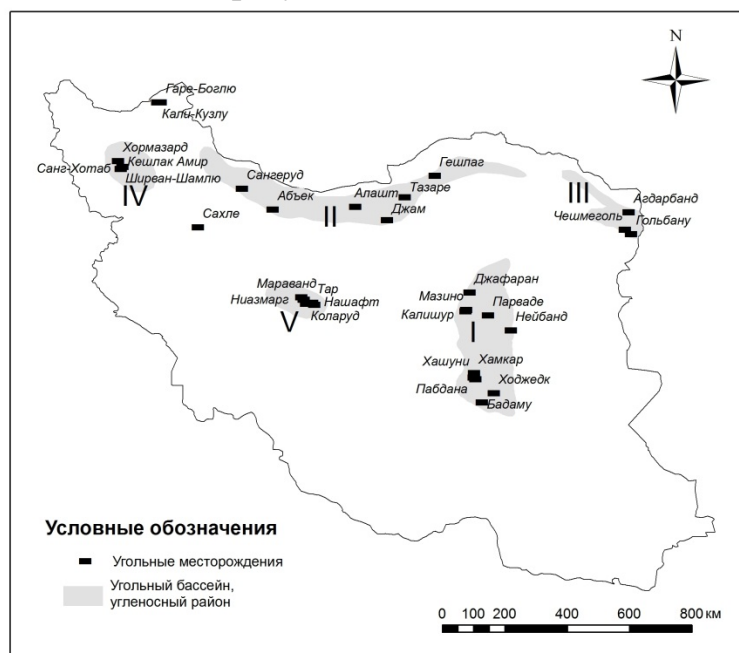 N
Гаре-Боглю
Кали-Кузлу
Хормазард
Кешлак Амир
Санг-Хотаб
Ширван-Шамлю
IV
Сангеруд
Абъек
Сахле
II
Алашт
Тазаре
Джам
Гешлаг
III
Агдарбанд
Чешмеголь
Гольбану
Мараванд
Тар
Ниазмарг
Нашафт
Коларуд
V
Джафаран
Мазино
Парваде
Калишур
Нейбанд
I
Хашуни
Хамкар
Ходжедк
Пабдана
Бадаму
Условные обозначения
Угольные месторождения
Угольный бассейн,
угленосный район
0 100 200 400 600 800 км